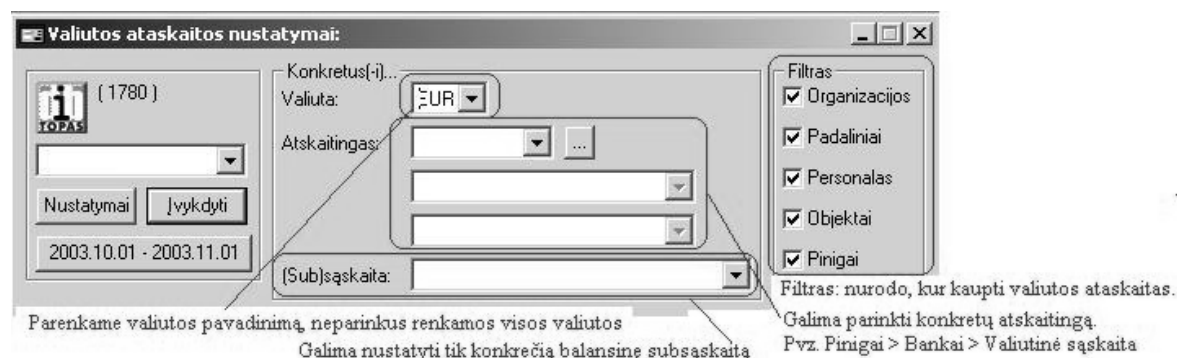 Valiutos ataskaitos nustatymai:
Konkretus(-i)...
Filtras
( 1780 )
Valiuta:
EUR
Organizacijos
i
TOPAS
Atskaitingas:
...
Padaliniai
Personalas
Nustatymai
Įvykdyti
Objektai
2003.10.01 - 2003.11.01
Pinigai
(Sub)sąskaita:
Filtras: nurodo, kur kaupti valiutos ataskaitas.
Parenkame valiutos pavadinimą, neparinkus renkamos visos valiutos
Galima parinkti konkretų atskaitingą.
Galima nustatyti tik konkrečią balansinę subsąskaitą
Pvz. Pinigai > Bankai > Valiutinė sąskaita